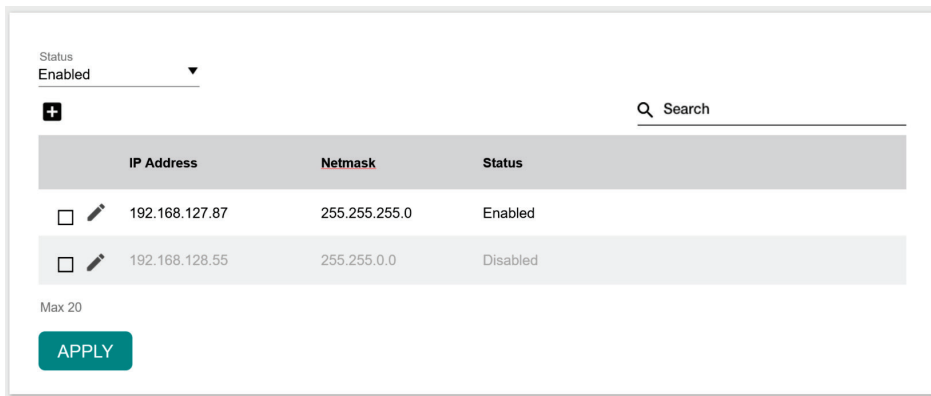 Status
Enabled
Search
IP Address Netmask Status
192.168.127.87 255.255.255.0 Enabled
192.168.128.55 255.255.0.0 Disabled
Max 20
APPLY